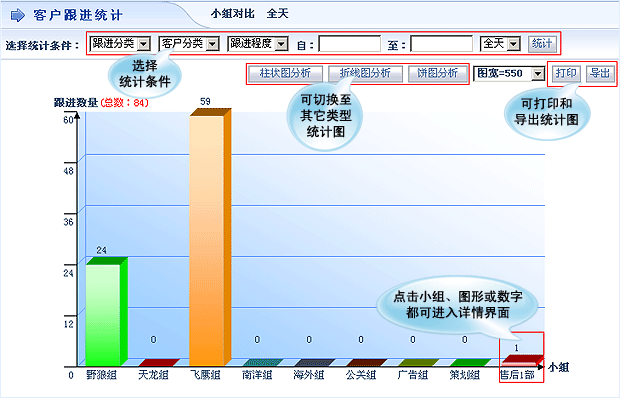 客户跟进统计 小组对比 全天
选择统计条件： 跟进分类 客户分类 跟进程度 自： 至： 全天 统计
选择
统计条件
柱状图分析 折线图分析 饼图分析 图宽=550 打印 导出
可切换至
其它类型
统计图
可打印和
导出统计图
跟进数量(总数：84)
60
48
36
24
12
0
24
0
59
0
0
0
0
0
1
点击小组、图形或数字
都可进入详情界面
野狼组 天龙组 飞鹰组 南洋组 海外组 公关组 广告组 策划组 售后1部
小组